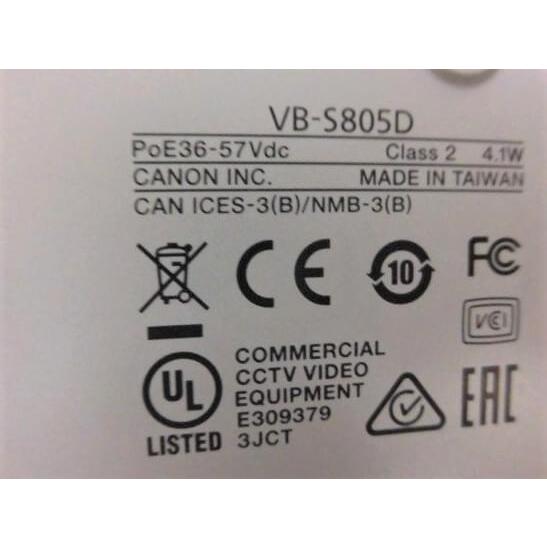 VB-S805D
PoE36-57Vdc Class 2 4.1W
CANON INC. MADE IN TAIWAN
CAN ICES-3(B)/NMB-3(B)
CE 10 FC
VCI
UL
LISTED
COMMERCIAL
CCTV VIDEO
EQUIPMENT
E309379
3JCT
EAC